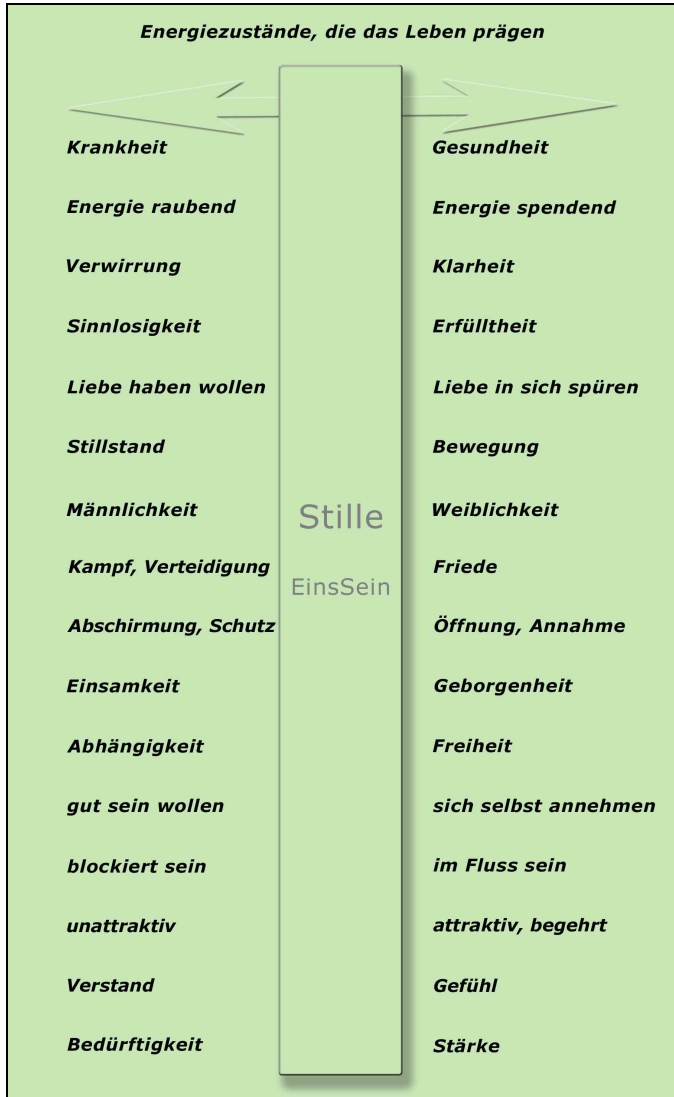 Energiezustände, die das Leben prägen
Krankheit Gesundheit
Energie raubend Energie spendend
Verwirrung Klarheit
Sinnlosigkeit Erfülltheit
Liebe haben wollen Liebe in sich spüren
Stillstand Bewegung
Männlichkeit Stille Weiblichkeit
Kampf, Verteidigung Friede
EinsSein
Abschirmung, Schutz Öffnung, Annahme
Einsamkeit Geborgenheit
Abhängigkeit Freiheit
gut sein wollen sich selbst annehmen
blockiert sein im Fluss sein
unattraktiv attraktiv, begehrt
Verstand Gefühl
Bedürftigkeit Stärke